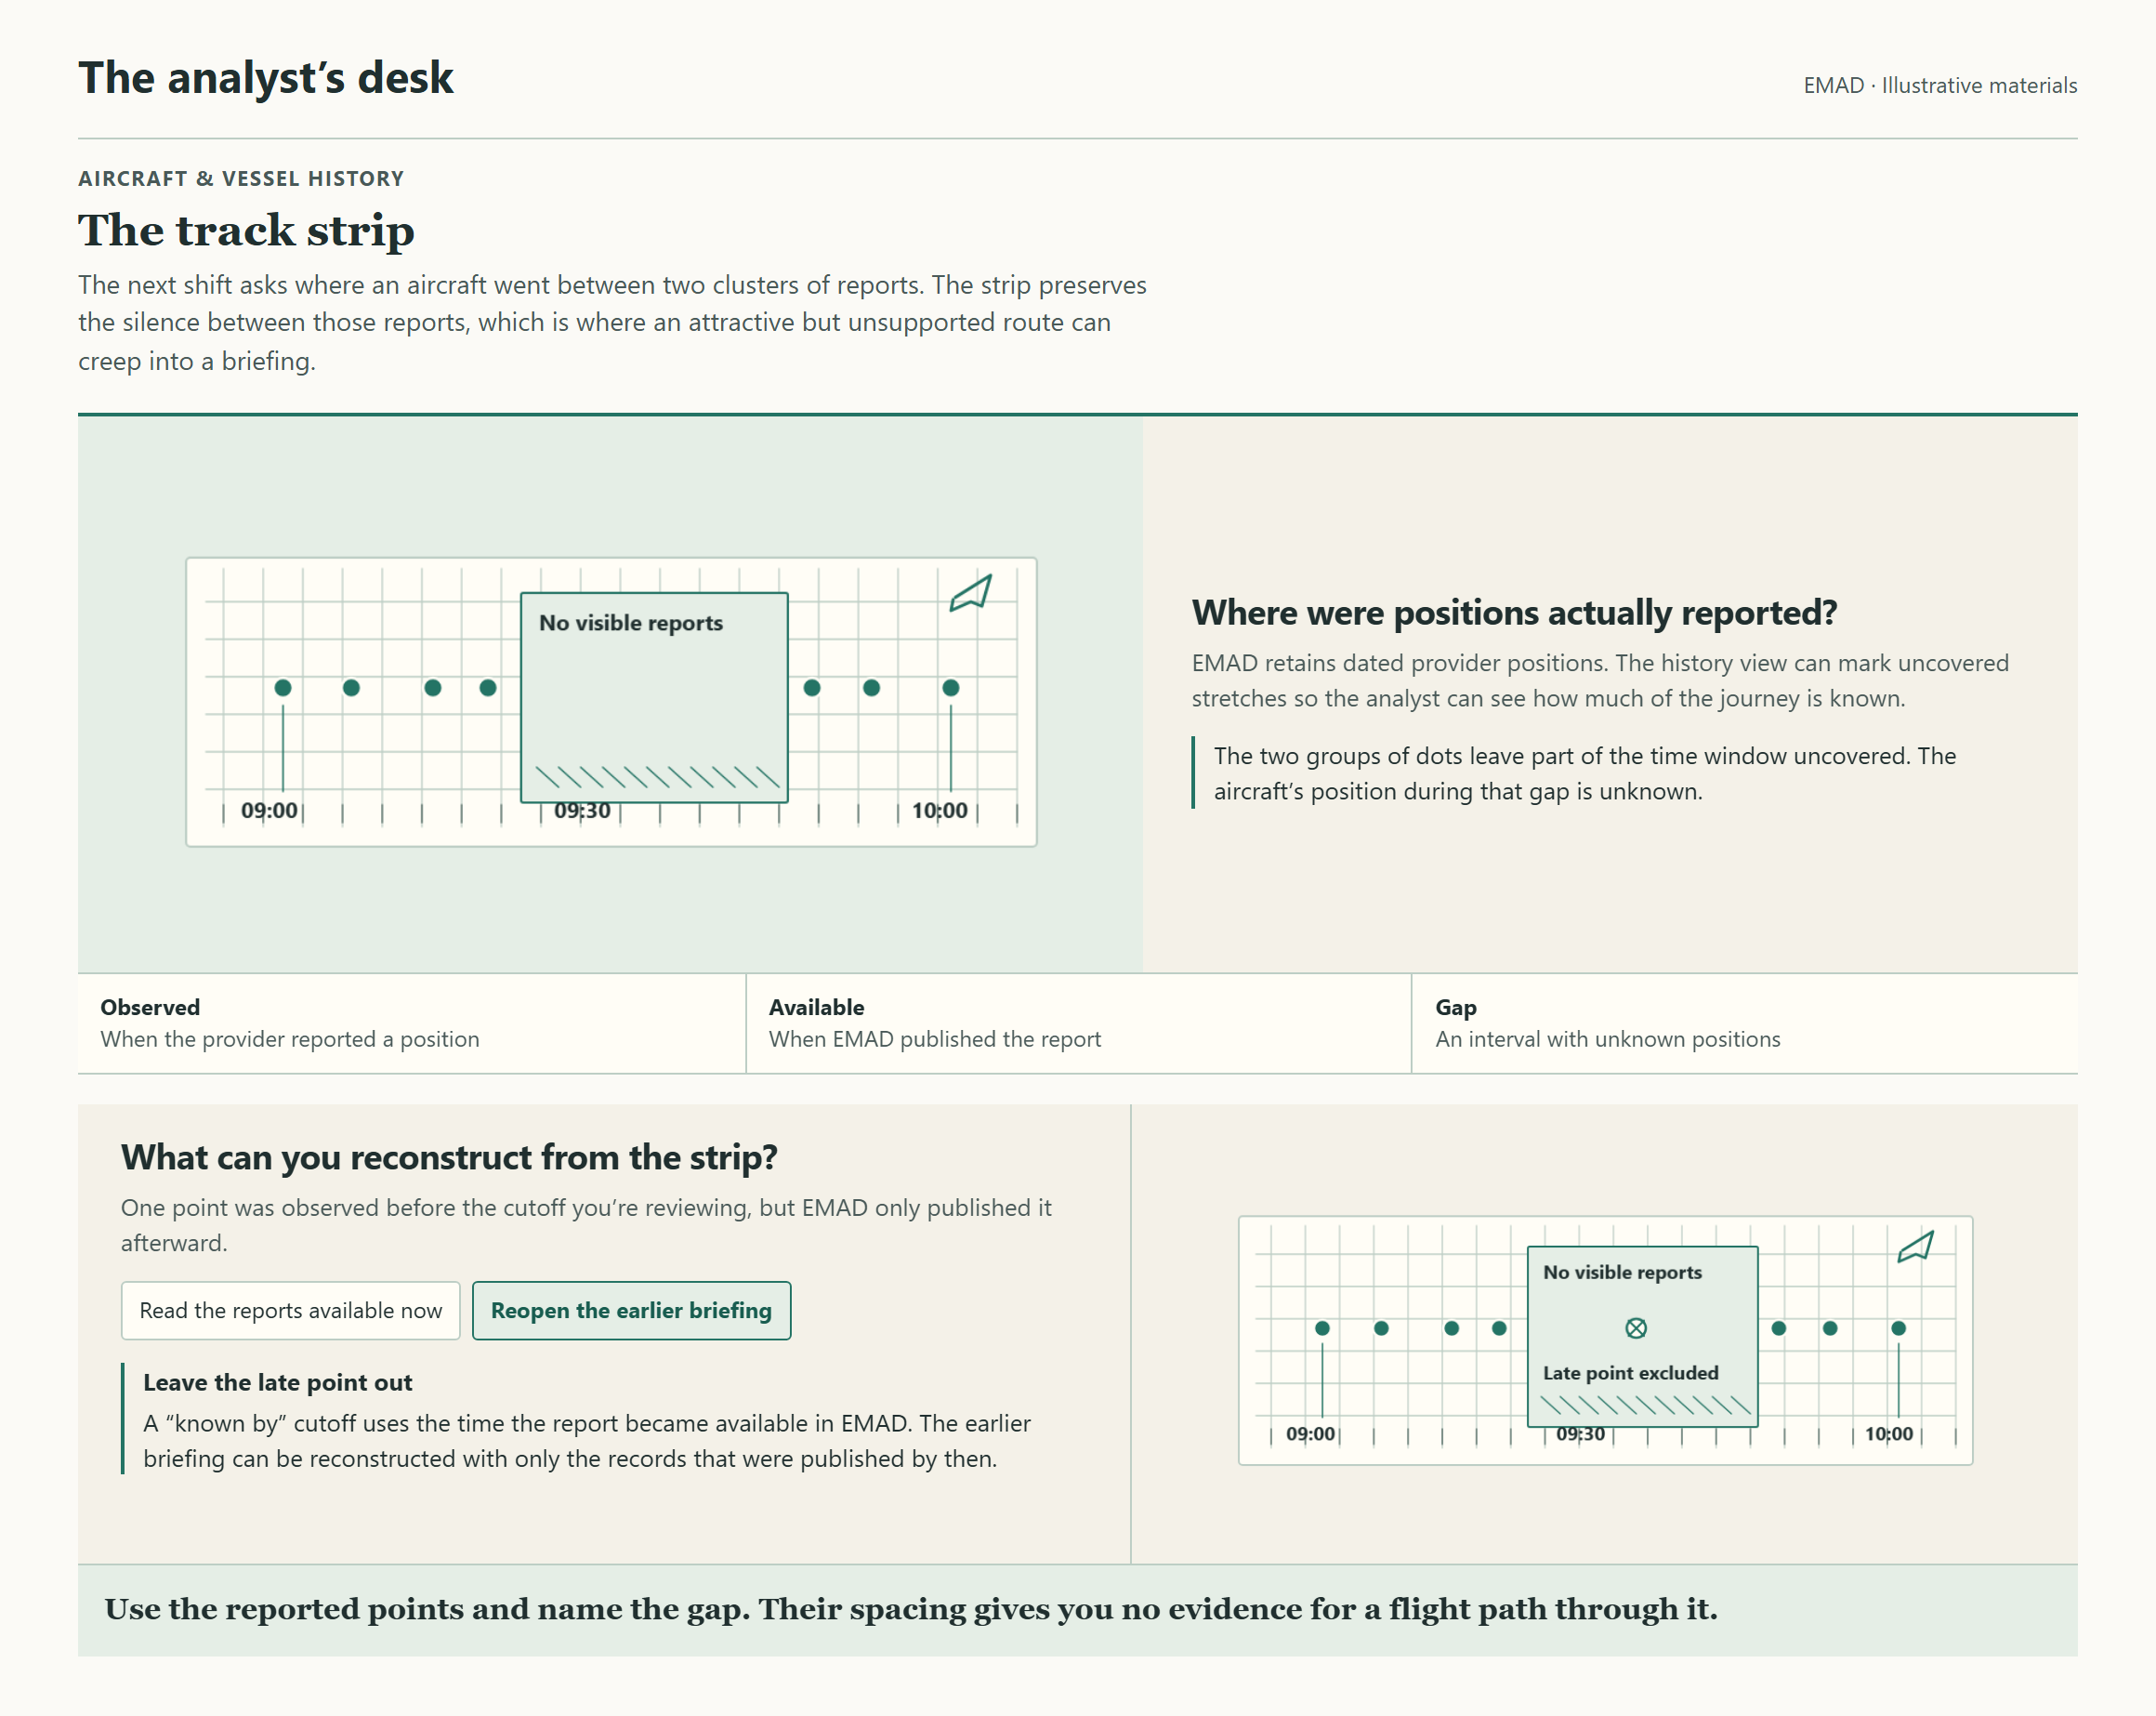 The analyst’s desk
EMAD · Illustrative materials
AIRCRAFT & VESSEL HISTORY
The track strip
The next shift asks where an aircraft went between two clusters of reports. The strip preserves
the silence between those reports, which is where an attractive but unsupported route can
creep into a briefing.
No visible reports
09:00
09:30
10:00
Where were positions actually reported?
EMAD retains dated provider positions. The history view can mark uncovered
stretches so the analyst can see how much of the journey is known.
The two groups of dots leave part of the time window uncovered. The
aircraft’s position during that gap is unknown.
Observed
When the provider reported a position
Available
When EMAD published the report
Gap
An interval with unknown positions
What can you reconstruct from the strip?
One point was observed before the cutoff you’re reviewing, but EMAD only published it
afterward.
Read the reports available now
Reopen the earlier briefing
Leave the late point out
A “known by” cutoff uses the time the report became available in EMAD. The earlier
briefing can be reconstructed with only the records that were published by then.
No visible reports
Late point excluded
09:00
09:30
10:00
Use the reported points and name the gap. Their spacing gives you no evidence for a flight path through it.